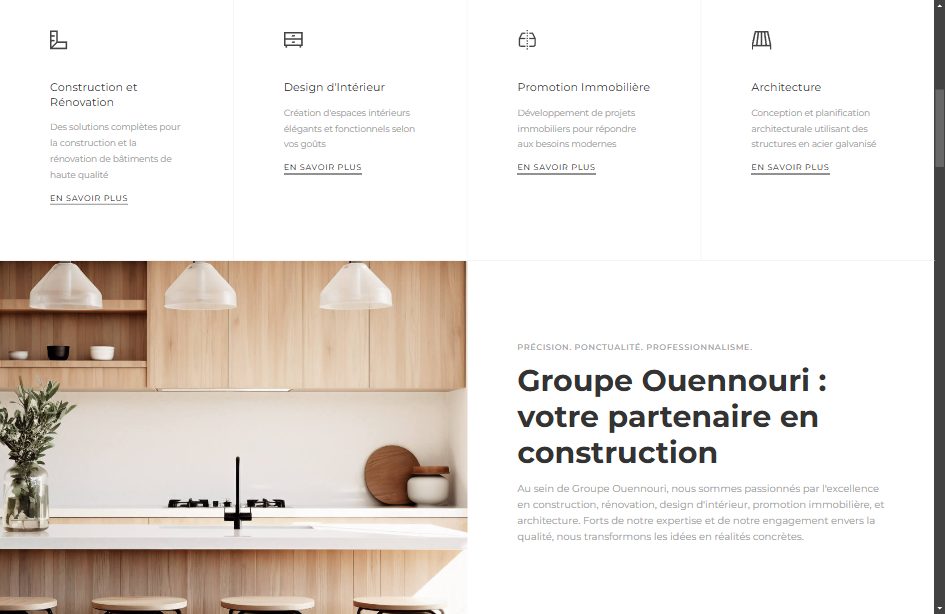 Construction et
Rénovation
Des solutions complètes pour
la construction et la
rénovation de bâtiments de
haute qualité
EN SAVOIR PLUS
Design d'Intérieur
Création d'espaces intérieurs
élégants et fonctionnels selon
vos goûts
EN SAVOIR PLUS
Promotion Immobilière
Développement de projets
immobiliers pour répondre
aux besoins modernes
EN SAVOIR PLUS
Architecture
Conception et planification
architecturale utilisant des
structures en acier galvanisé
EN SAVOIR PLUS
PRÉCISION. PONCTUALITÉ. PROFESSIONNALISME.
Groupe Ouennouri :
votre partenaire en
construction
Au sein de Groupe Ouennouri, nous sommes passionnés par l'excellence
en construction, rénovation, design d'intérieur, promotion immobilière, et
architecture. Forts de notre expertise et de notre engagement envers la
qualité, nous transformons les idées en réalités concrètes.